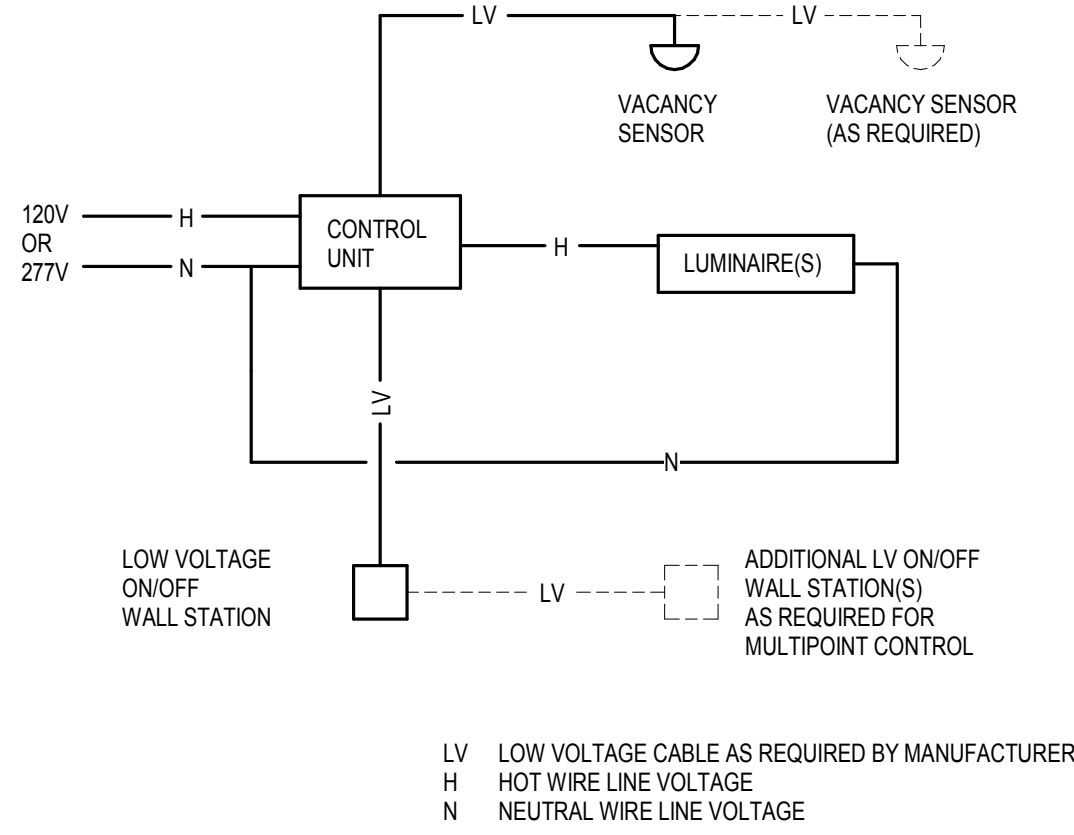 LV
LV
VACANCY
SENSOR
VACANCY SENSOR
(AS REQUIRED)
120V
OR
277V
H
N
CONTROL
UNIT
H
LUMINAIRE(S)
LV
N
LOW VOLTAGE
ON/OFF
WALL STATION
LV
ADDITIONAL LV ON/OFF
WALL STATION(S)
AS REQUIRED FOR
MULTIPOINT CONTROL
LV LOW VOLTAGE CABLE AS REQUIRED BY MANUFACTURER
H HOT WIRE LINE VOLTAGE
N NEUTRAL WIRE LINE VOLTAGE